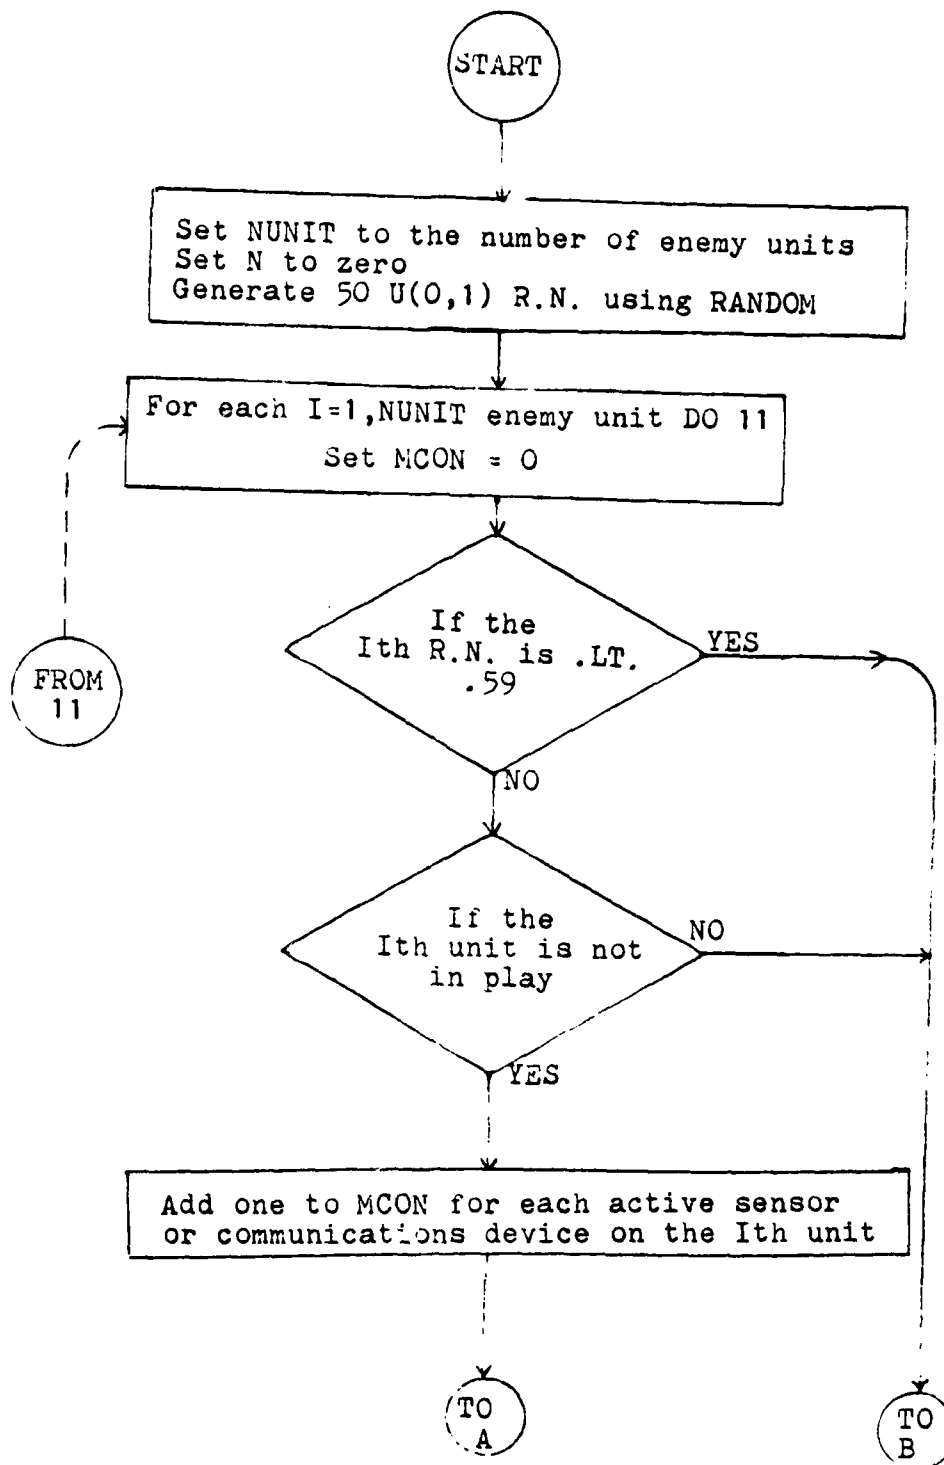 START
Set NUNIT to the number of enemy units
Set N to zero
Generate 50 U(0,1) R.N. using RANDOM
For each I=1,NUNIT enemy unit DO 11
Set MCON = 0
If the
Ith R.N. is .LT.
.59
YES
FROM
11
NO
If the
Ith unit is not
in play
NO
YES
Add one to MCON for each active sensor
or communications device on the Ith unit
TO
A
TO
B